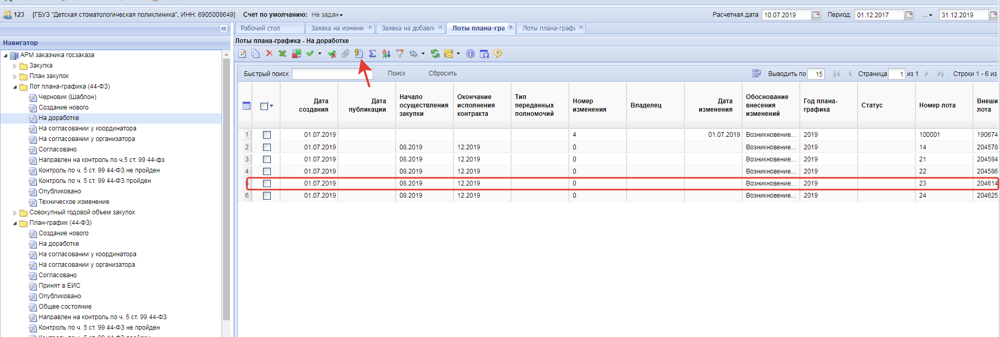 123 [ГБУЗ "Детская стоматологическая поликлиника", ИНН: 6905008649] Счет по умолчанию: Не задан Расчетная дата 10.07.2019 Период: 01.12.2017 ... 31.12.2019
Рабочий стол Заявка на изменен Заявка на добавл Лоты плана-гра Лоты плана-граф
Навигатор
Лоты плана-графика - На доработке
АРМ заказчика госзаказа
Закупка
План закупок
Лот плана-графика (44-ФЗ)
Черновик (Шаблон)
Создание нового
На доработке
На согласовании у координатора
На согласовании у организатора
Согласовано
Направлен на контроль по ч.5 ст. 99 44-фз
Контроль по ч. 5 ст. 99 44-ФЗ не пройден
Контроль по ч. 5 ст. 99 44-ФЗ пройден
Опубликовано
Техническое изменение
Совокупный годовой объем закупок
План-график (44-ФЗ)
Создание нового
На доработке
На согласовании у координатора
На согласовании у организатора
Согласовано
Принят в ЕИС
Опубликовано
Общее состояние
Направлен на контроль по ч. 5 ст. 99 44-ФЗ
Контроль по ч. 5 ст. 99 44-ФЗ не пройден
Быстрый поиск Поиск Сбросить Выводить по 15 Страница 1 из 1 Строки 1 - 6 из
Дата создания
Дата публикации
Начало осуществления закупки
Окончание исполнения контракта
Тип переданных полномочий
Номер изменения
Владелец
Дата изменения
Обоснование внесения изменений
Год плана-графика
Статус
Номер лота
Внеши лота
1 01.07.2019 4 01.07.2019 Возникновение... 2019 100001 190674
2 01.07.2019 08.2019 12.2019 0 Возникновение... 2019 14 204578
3 01.07.2019 08.2019 12.2019 0 Возникновение... 2019 21 204584
4 01.07.2019 08.2019 12.2019 0 Возникновение... 2019 22 204586
5 01.07.2019 08.2019 12.2019 0 Возникновение... 2019 23 204614
6 01.07.2019 08.2019 12.2019 0 Возникновение... 2019 24 204625